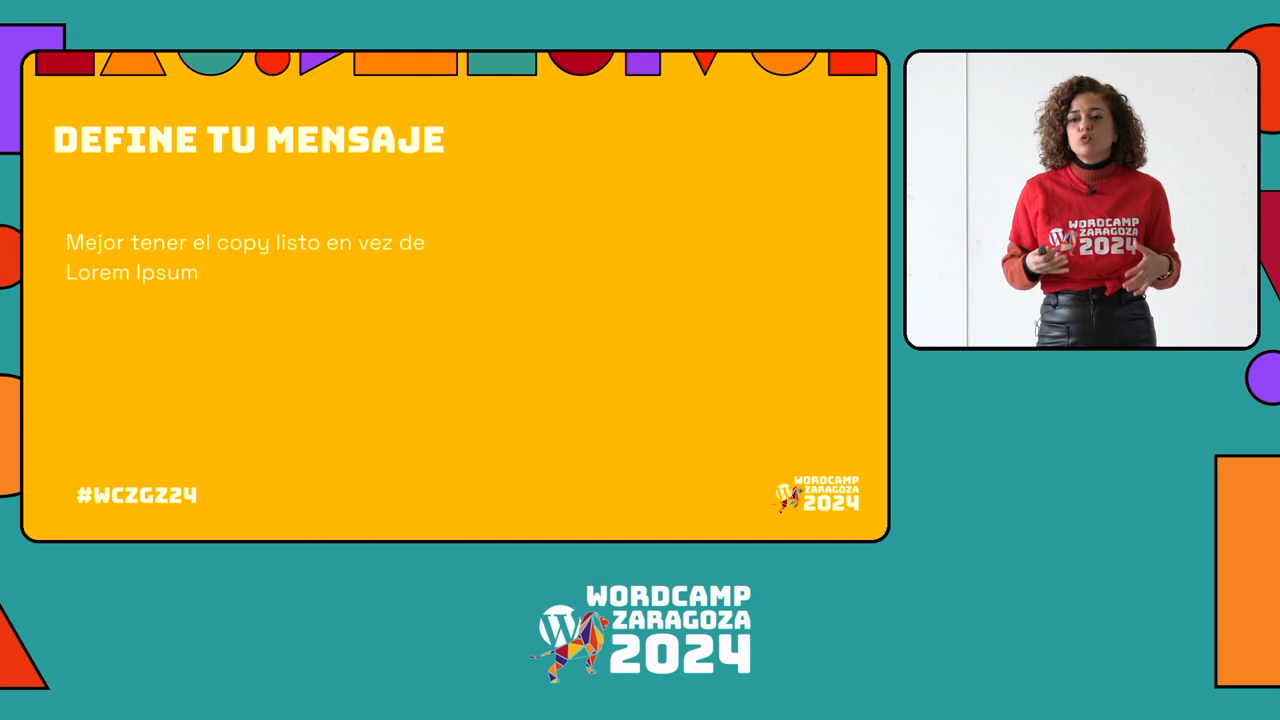 DEFINE TU MENSAJE
Mejor tener el copy listo en vez de
Lorem Ipsum
#WCZGZ24
WORDCAMP
ZARAGOZA
2024
WORDCAMP
ZARAGOZA
2024
WORDCAMP
ZARAGOZA
2024